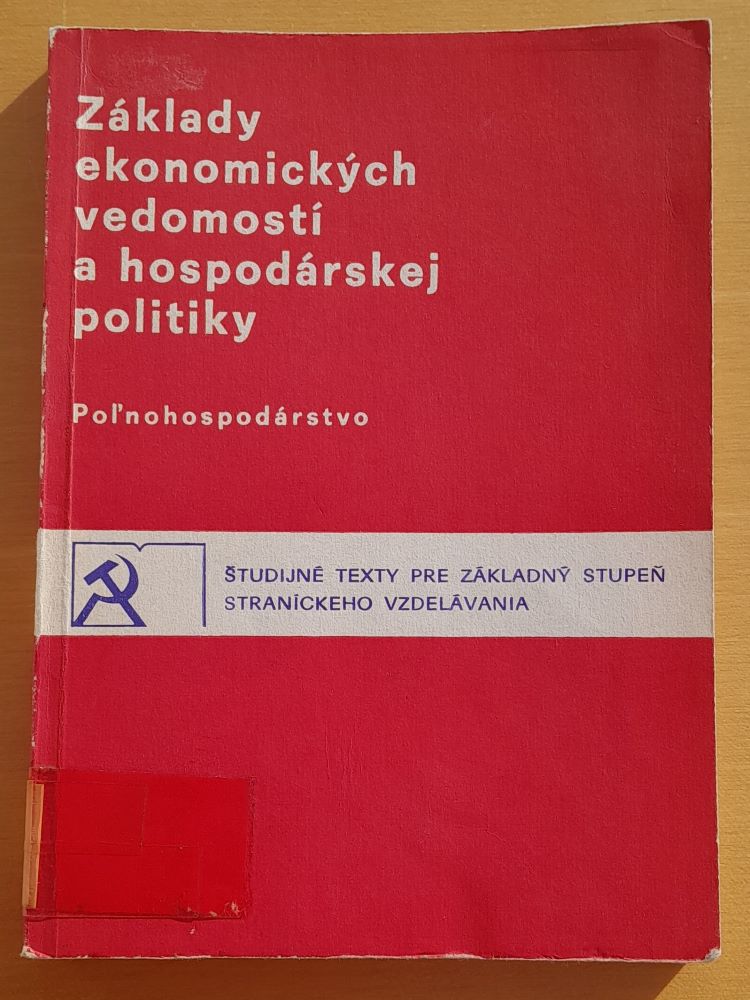 Základy
ekonomických
vedomostí
a hospodárskej
politiky
Poľnohospodárstvo
ŠTUDIJNÉ TEXTY PRE ZÁKLADNÝ STUPEŇ
STRANÍCKEHO VZDELÁVANIA